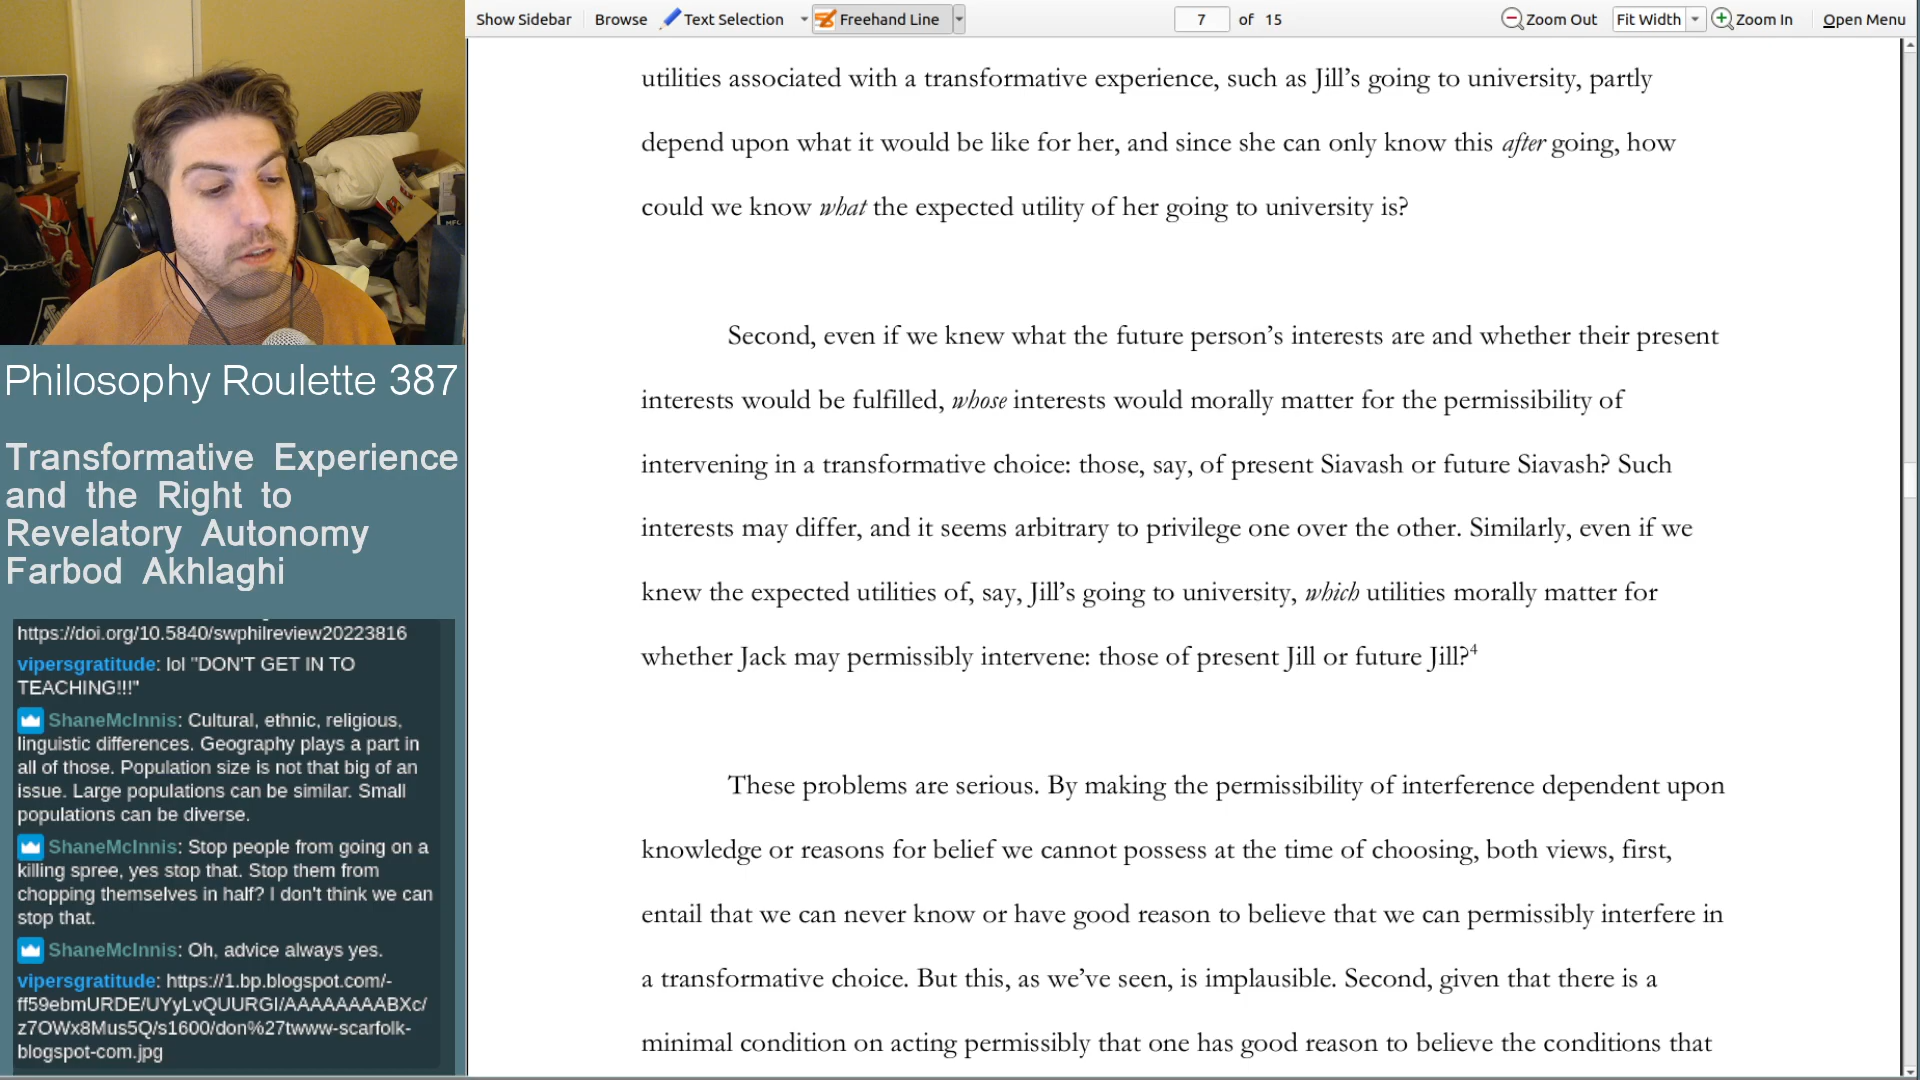 Show Sidebar Browse Text Selection Freehand Line 7 of 15 Zoom Out Fit Width Zoom In Open Menu
utilities associated with a transformative experience, such as Jill’s going to university, partly
depend upon what it would be like for her, and since she can only know this after going, how
could we know what the expected utility of her going to university is?
Second, even if we knew what the future person’s interests are and whether their present
interests would be fulfilled, whose interests would morally matter for the permissibility of
intervening in a transformative choice: those, say, of present Siavash or future Siavash? Such
interests may differ, and it seems arbitrary to privilege one over the other. Similarly, even if we
knew the expected utilities of, say, Jill’s going to university, which utilities morally matter for
whether Jack may permissibly intervene: those of present Jill or future Jill?4
These problems are serious. By making the permissibility of interference dependent upon
knowledge or reasons for belief we cannot possess at the time of choosing, both views, first,
entail that we can never know or have good reason to believe that we can permissibly interfere in
a transformative choice. But this, as we’ve seen, is implausible. Second, given that there is a
minimal condition on acting permissibly that one has good reason to believe the conditions that
Philosophy Roulette 387
Transformative Experience
and the Right to
Revelatory Autonomy
Farbod Akhlaghi
https://doi.org/10.5840/swphilreview20223816
vipersgratitude: lol "DON'T GET IN TO
TEACHING!!!"
ShaneMcInnis: Cultural, ethnic, religious,
linguistic differences. Geography plays a part in
all of those. Population size is not that big of an
issue. Large populations can be similar. Small
populations can be diverse.
ShaneMcInnis: Stop people from going on a
killing spree, yes stop that. Stop them from
chopping themselves in half? I don't think we can
stop that.
ShaneMcInnis: Oh, advice always yes.
vipersgratitude: https://1.bp.blogspot.com/-
ff59ebmURDE/UYyLvQUURGI/AAAAAAAABXc/
z7OWx8Mus5Q/s1600/don%27twww-scarfolk-
blogspot-com.jpg